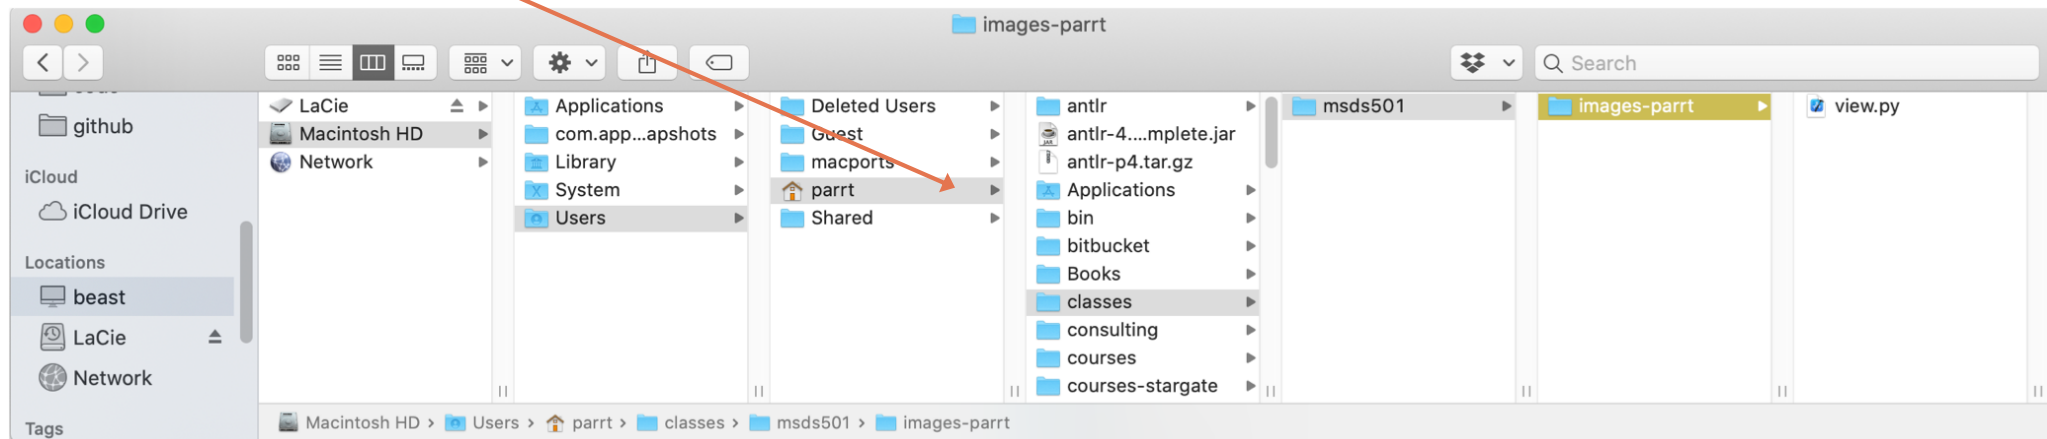 images-parrt
Search
github
iCloud
iCloud Drive
Locations
beast
LaCie
Network
Tags
LaCie
Macintosh HD
Network
Applications
com.app...apshots
Library
System
Users
Deleted Users
Guest
macports
parrt
Shared
antlr
antlr-4....mplete.jar
antlr-p4.tar.gz
Applications
bin
bitbucket
Books
classes
consulting
courses
courses-stargate
msds501
images-parrt
view.py
Macintosh HD › Users › parrt › classes › msds501 › images-parrt